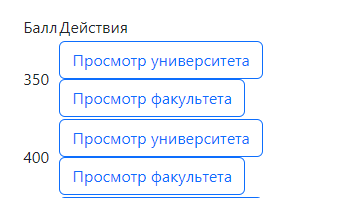 Балл Действия
Просмотр университета
350
Просмотр факультета
Просмотр университета
400
Просмотр факультета